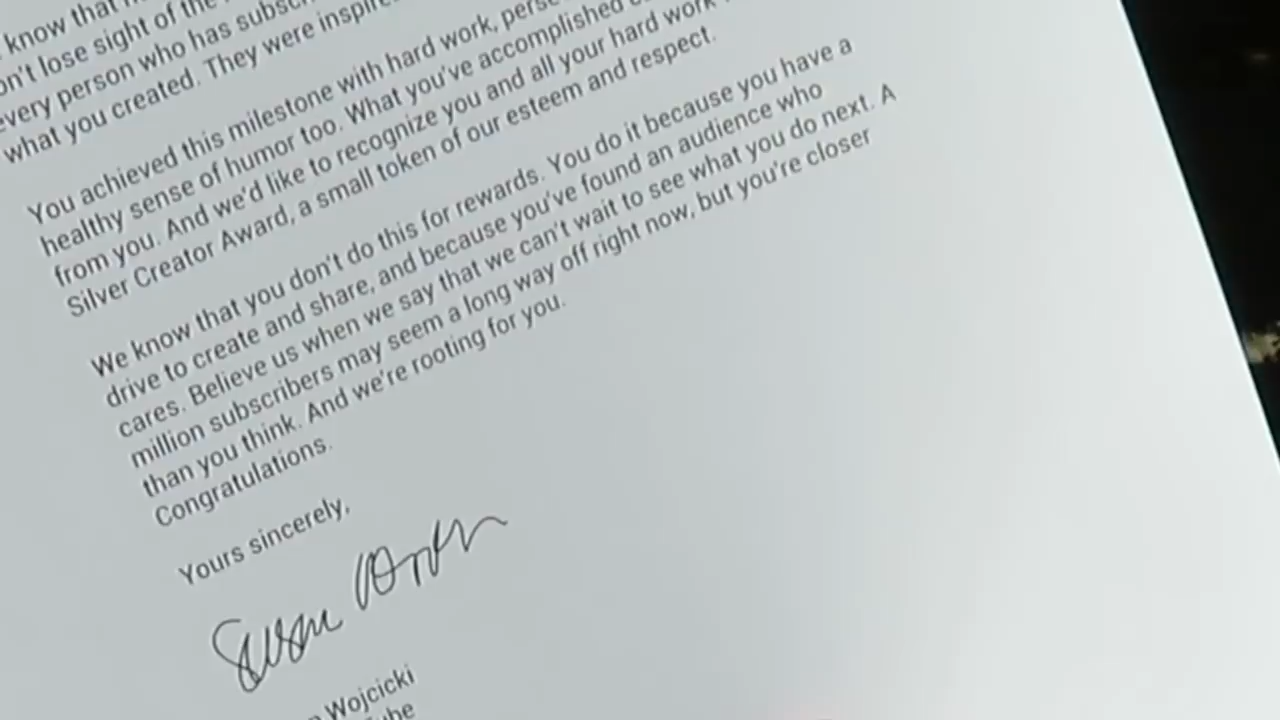 know that
don't lose sight of the
every person who has subscr
what you created. They were inspire
You achieved this milestone with hard work, perse
healthy sense of humor too. What you've accomplished
from you. And we'd like to recognize you and all your hard work
Silver Creator Award, a small token of our esteem and respect.
We know that you don't do this for rewards. You do it because you have a
drive to create and share, and because you've found an audience who
cares. Believe us when we say that we can't wait to see what you do next. A
million subscribers may seem a long way off right now, but you're closer
than you think. And we're rooting for you.
Congratulations.
Yours sincerely,
Susan
Wojcicki